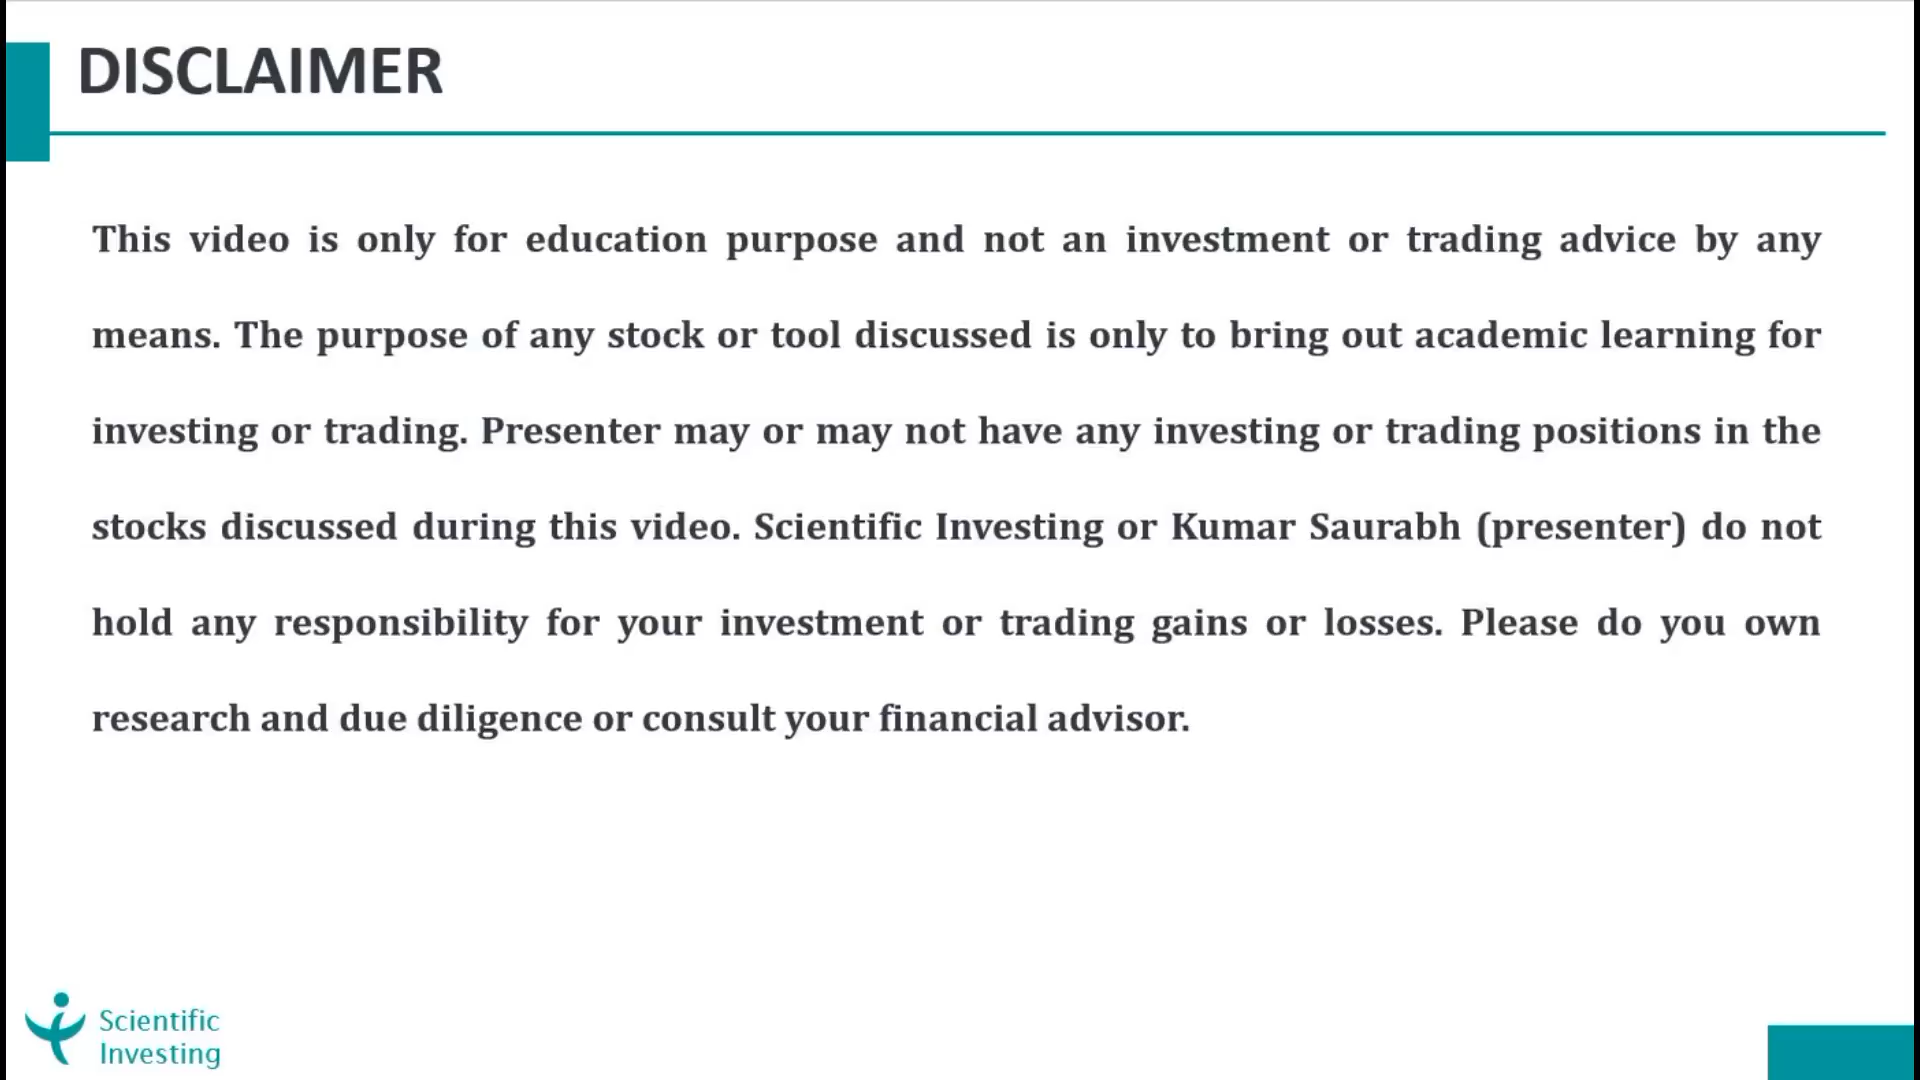 DISCLAIMER
This video is only for education purpose and not an investment or trading advice by any
means. The purpose of any stock or tool discussed is only to bring out academic learning for
investing or trading. Presenter may or may not have any investing or trading positions in the
stocks discussed during this video. Scientific Investing or Kumar Saurabh (presenter) do not
hold any responsibility for your investment or trading gains or losses. Please do you own
research and due diligence or consult your financial advisor.
Scientific
Investing